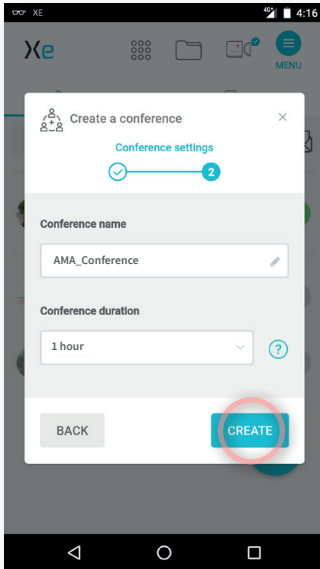 XE 4G 4:16
Xe
MENU
Create a conference
Conference settings
2
Conference name
AMA_Conference
Conference duration
1 hour
?
BACK CREATE